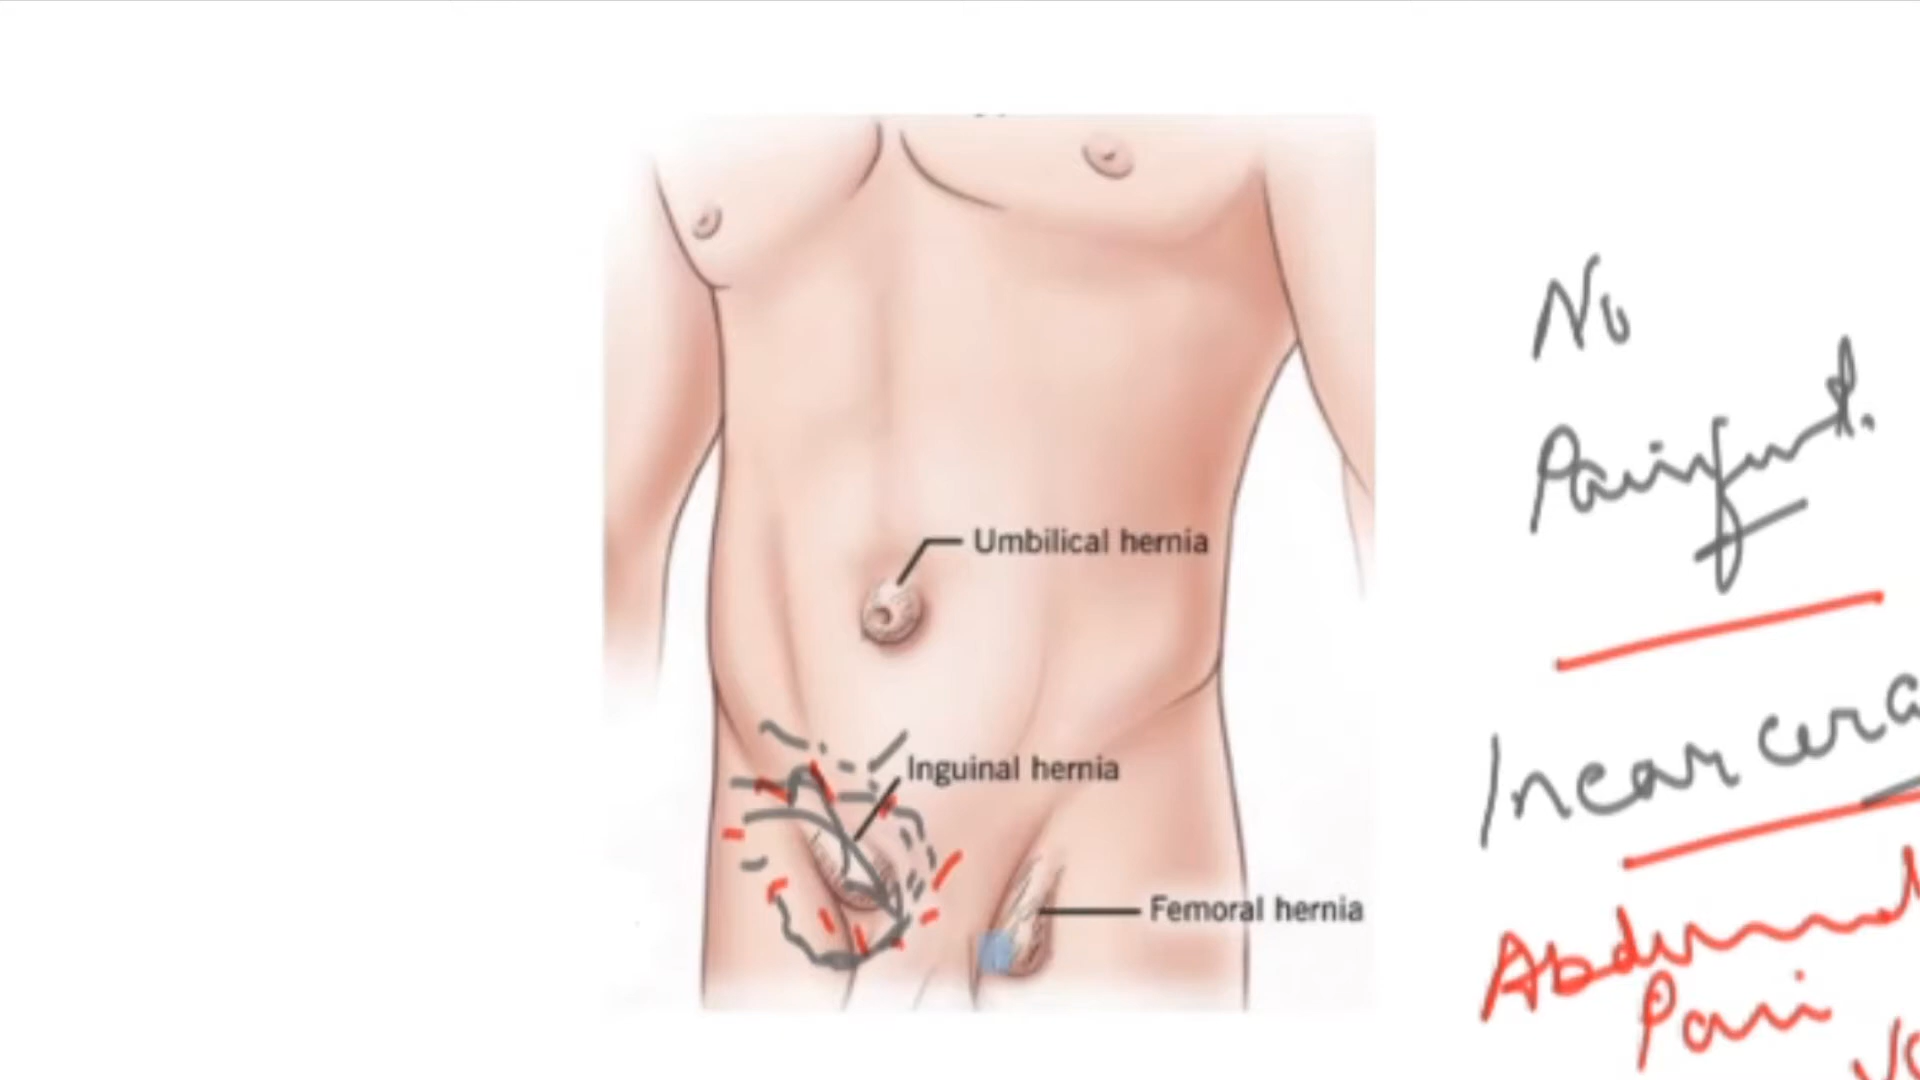 Umbilical hernia
Inguinal hernia
Femoral hernia
No
Painful.
Incarcera
Abdominal
Pain